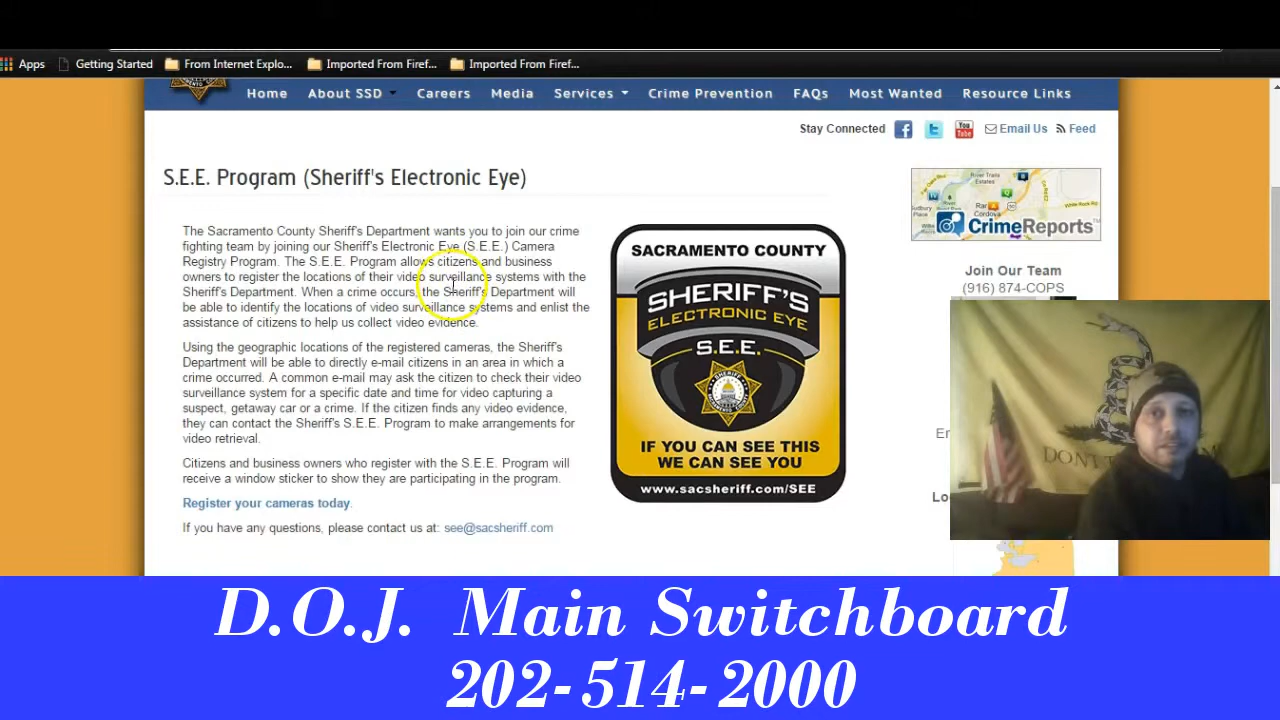 Apps Getting Started From Internet Explo... Imported From Firef... Imported From Firef...
Home About SSD Careers Media Services Crime Prevention FAQs Most Wanted Resource Links
Stay Connected Email Us Feed
S.E.E. Program (Sheriff's Electronic Eye)
The Sacramento County Sheriff's Department wants you to join our crime
fighting team by joining our Sheriff's Electronic Eye (S.E.E.) Camera
Registry Program. The S.E.E. Program allows citizens and business
owners to register the locations of their video surveillance systems with the
Sheriff's Department. When a crime occurs, the Sheriff's Department will
be able to identify the locations of video surveillance systems and enlist the
assistance of citizens to help us collect video evidence.
Using the geographic locations of the registered cameras, the Sheriff's
Department will be able to directly e-mail citizens in an area in which a
crime occurred. A common e-mail may ask the citizen to check their video
surveillance system for a specific date and time for video capturing a
suspect, getaway car or a crime. If the citizen finds any video evidence,
they can contact the Sheriff's S.E.E. Program to make arrangements for
video retrieval.
Citizens and business owners who register with the S.E.E. Program will
receive a window sticker to show they are participating in the program.
Register your cameras today.
If you have any questions, please contact us at: see@sacsheriff.com
SACRAMENTO COUNTY
SHERIFF'S
ELECTRONIC EYE
S.E.E.
SHERIFF
IF YOU CAN SEE THIS
WE CAN SEE YOU
www.sacsheriff.com/SEE
CrimeReports
Join Our Team
(916) 874-COPS
DON'T
D.O.J. Main Switchboard
202-514-2000